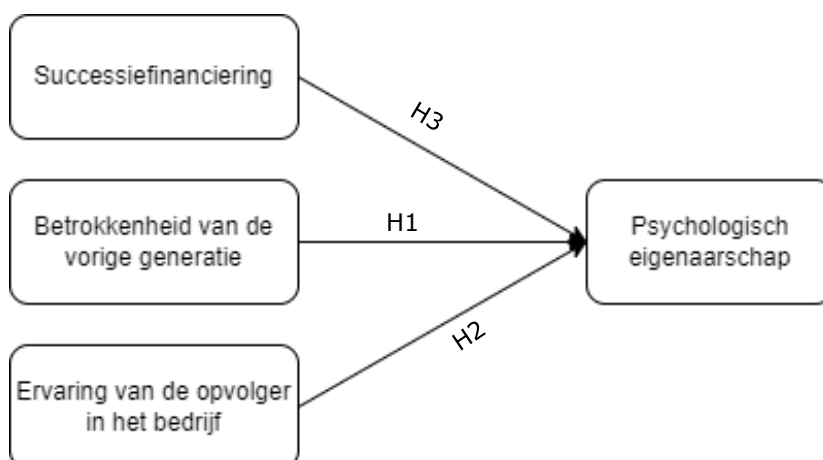 Successiefinanciering
H3
Betrokkenheid van de
vorige generatie
H1
Psychologisch
eigenaarschap
H2
Ervaring van de opvolger
in het bedrijf